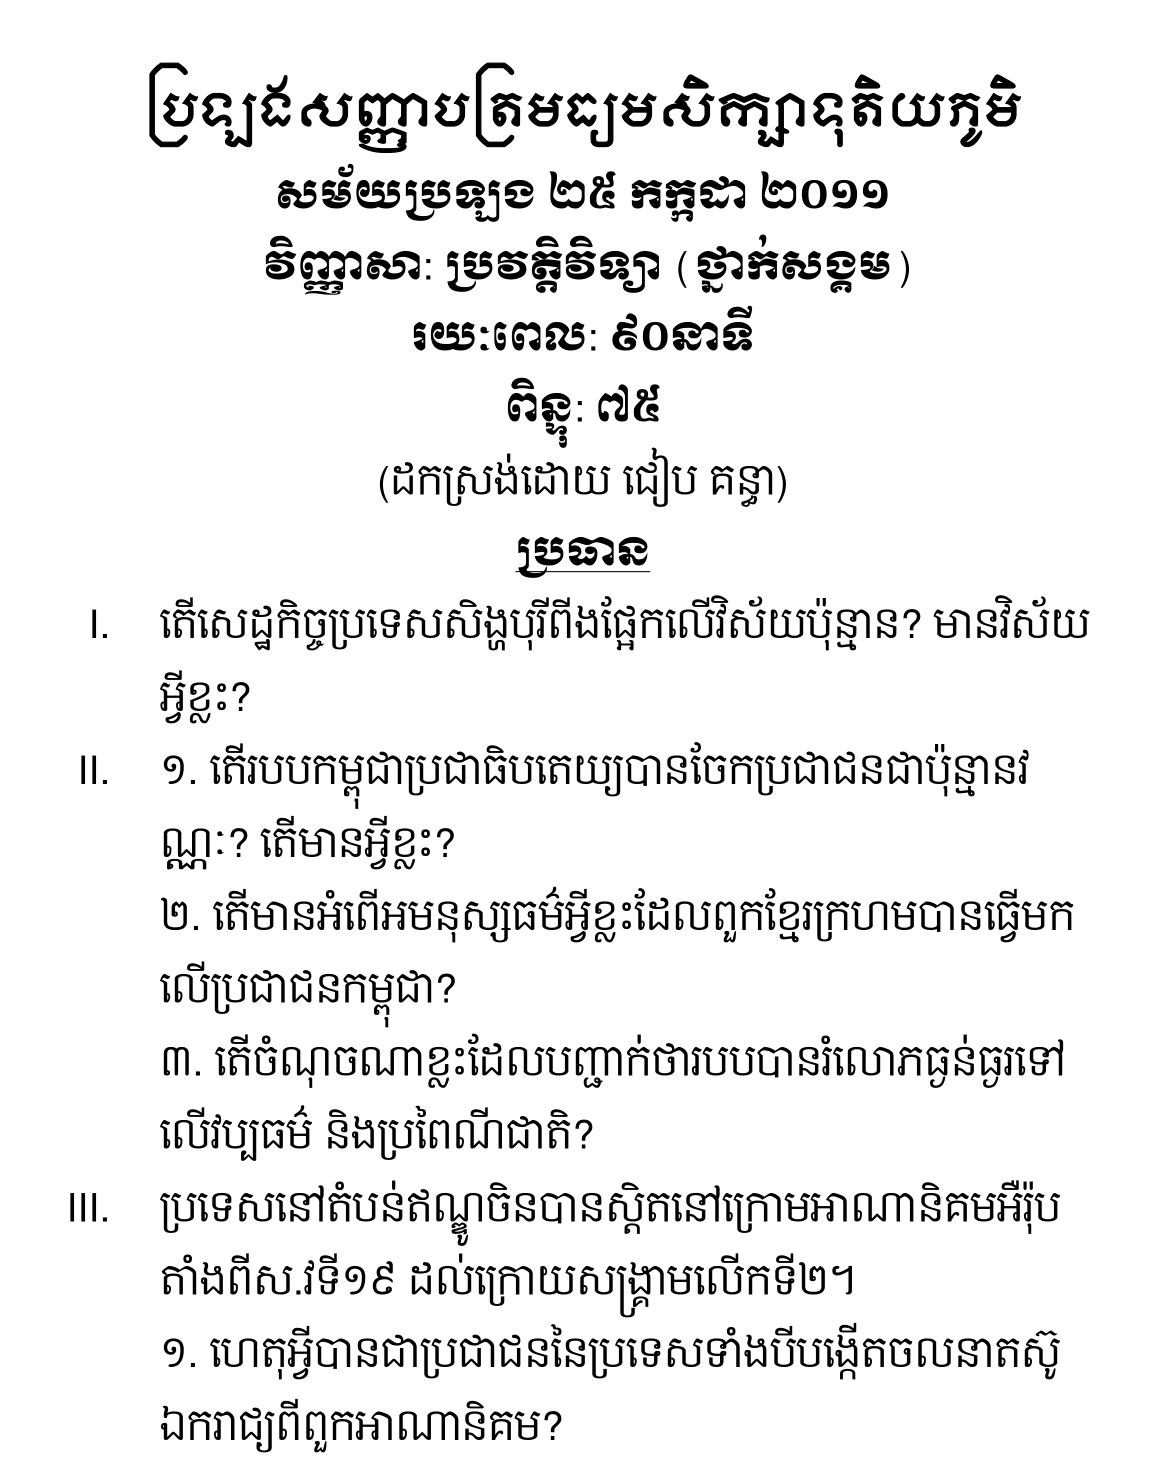 ប្រឡងសញ្ញាបត្រមធ្យមសិក្សាទុតិយភូមិ
សម័យប្រឡង ២៥ កក្កដា ២០១១
វិញ្ញាសា: ប្រវត្តិវិទ្យា (ថ្នាក់សង្គម)
រយៈពេល: ៩០នាទី
ពិន្ទុ: ៧៥
(ដកស្រង់ដោយ ជៀប គន្ធា)
ប្រធាន
I. តើសេដ្ឋកិច្ចប្រទេសសិង្ហបុរីពឹងផ្អែកលើវិស័យប៉ុន្មាន? មានវិស័យ
អ្វីខ្លះ?
II. ១. តើរបបកម្ពុជាប្រជាធិបតេយ្យបានចែកប្រជាជនជាប៉ុន្មានវ
ណ្ណៈ? តើមានអ្វីខ្លះ?
២. តើមានអំពើអមនុស្សធម៌អ្វីខ្លះដែលពួកខ្មែរក្រហមបានធ្វើមក
លើប្រជាជនកម្ពុជា?
៣. តើចំណុចណាខ្លះដែលបញ្ជាក់ថារបបបានរំលោភធ្ងន់ធ្ងរទៅ
លើវប្បធម៌ និងប្រពៃណីជាតិ?
III. ប្រទេសនៅតំបន់ឥណ្ឌូចិនបានស្តិតនៅក្រោមអាណានិគមអឺរ៉ុប
តាំងពីស.វទី១៩ ដល់ក្រោយសង្គ្រាមលើកទី២។
១. ហេតុអ្វីបានជាប្រជាជននៃប្រទេសទាំងបីបង្កើតចលនាតស៊ូ
ឯករាជ្យពីពួកអាណានិគម?